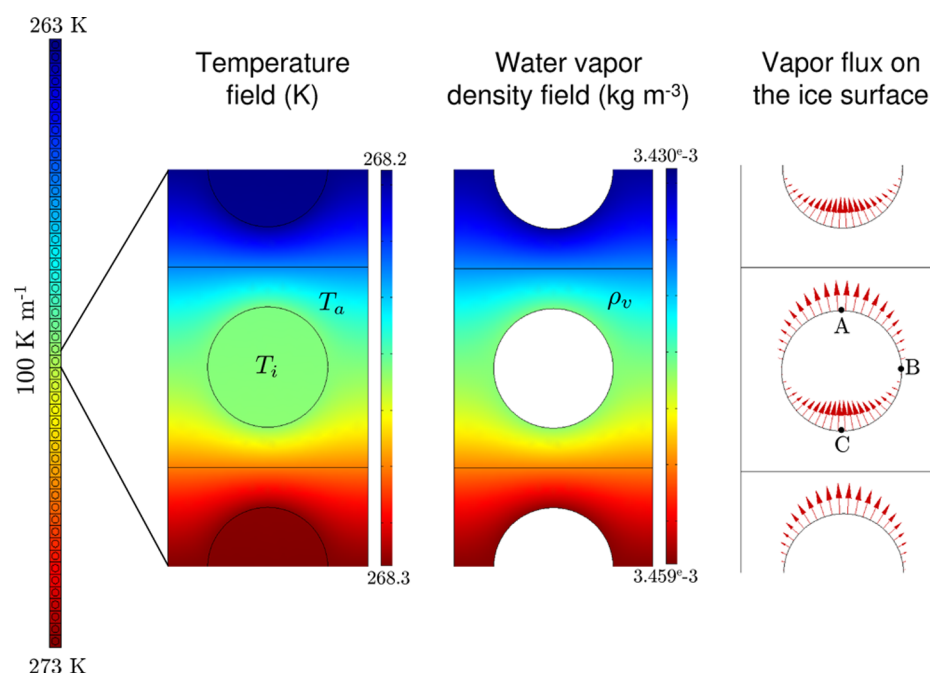 263 K
Temperature
field (K)
Water vapor
density field (kg m⁻³)
Vapor flux on
the ice surface
268.2
3.430ᵉ-3
100 K m⁻¹
Tₐ
ρᵥ
A
Tᵢ
B
C
268.3
3.459ᵉ-3
273 K